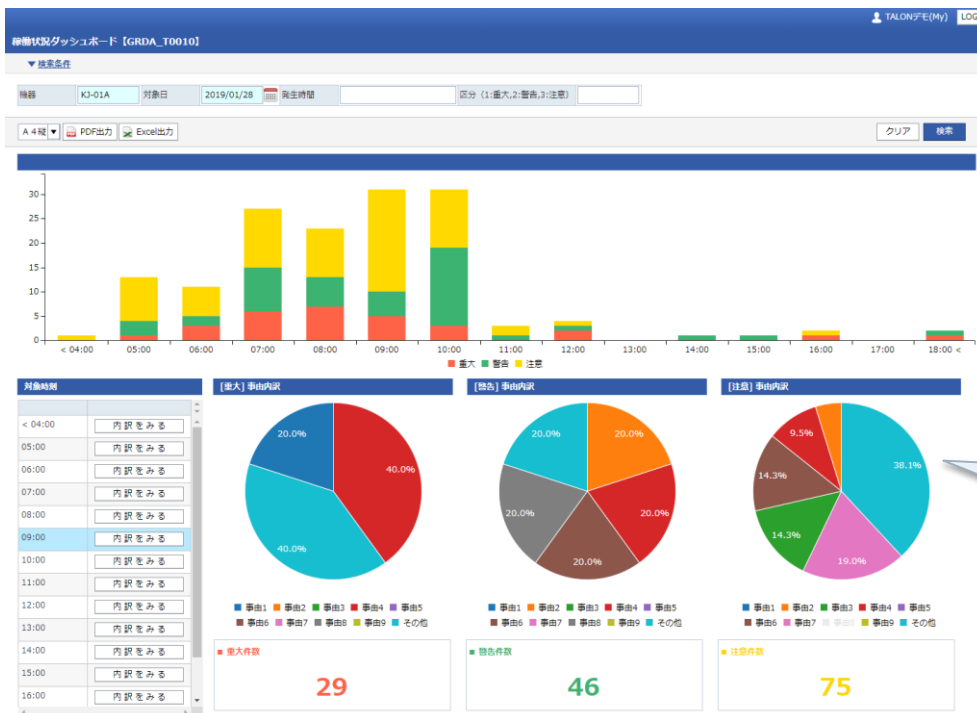 TALONデモ(My) LOG
稼働状況ダッシュボード【GRDA_T0010】
▼検索条件
機器 KJ-01A 対象日 2019/01/28 発生時間 区分（1:重大,2:警告,3:注意）
A 4縦 ▼ PDF出力 Excel出力 クリア 検索
30
25
20
15
10
5
0
< 04:00 05:00 06:00 07:00 08:00 09:00 10:00 11:00 12:00 13:00 14:00 15:00 16:00 17:00 18:00 <
重大 警告 注意
対象時刻
< 04:00 内訳をみる
05:00 内訳をみる
06:00 内訳をみる
07:00 内訳をみる
08:00 内訳をみる
09:00 内訳をみる
10:00 内訳をみる
11:00 内訳をみる
12:00 内訳をみる
13:00 内訳をみる
14:00 内訳をみる
15:00 内訳をみる
16:00 内訳をみる
[重大] 事由内訳
20.0%
40.0%
40.0%
事由1 事由2 事由3 事由4 事由5
事由6 事由7 事由8 事由9 その他
重大件数
29
[警告] 事由内訳
20.0% 20.0%
20.0% 20.0%
20.0%
事由1 事由2 事由3 事由4 事由5
事由6 事由7 事由8 事由9 その他
警告件数
46
[注意] 事由内訳
9.5%
38.1%
14.3%
14.3%
19.0%
事由1 事由2 事由3 事由4 事由5
事由6 事由7 事由8 事由9 その他
注意件数
75